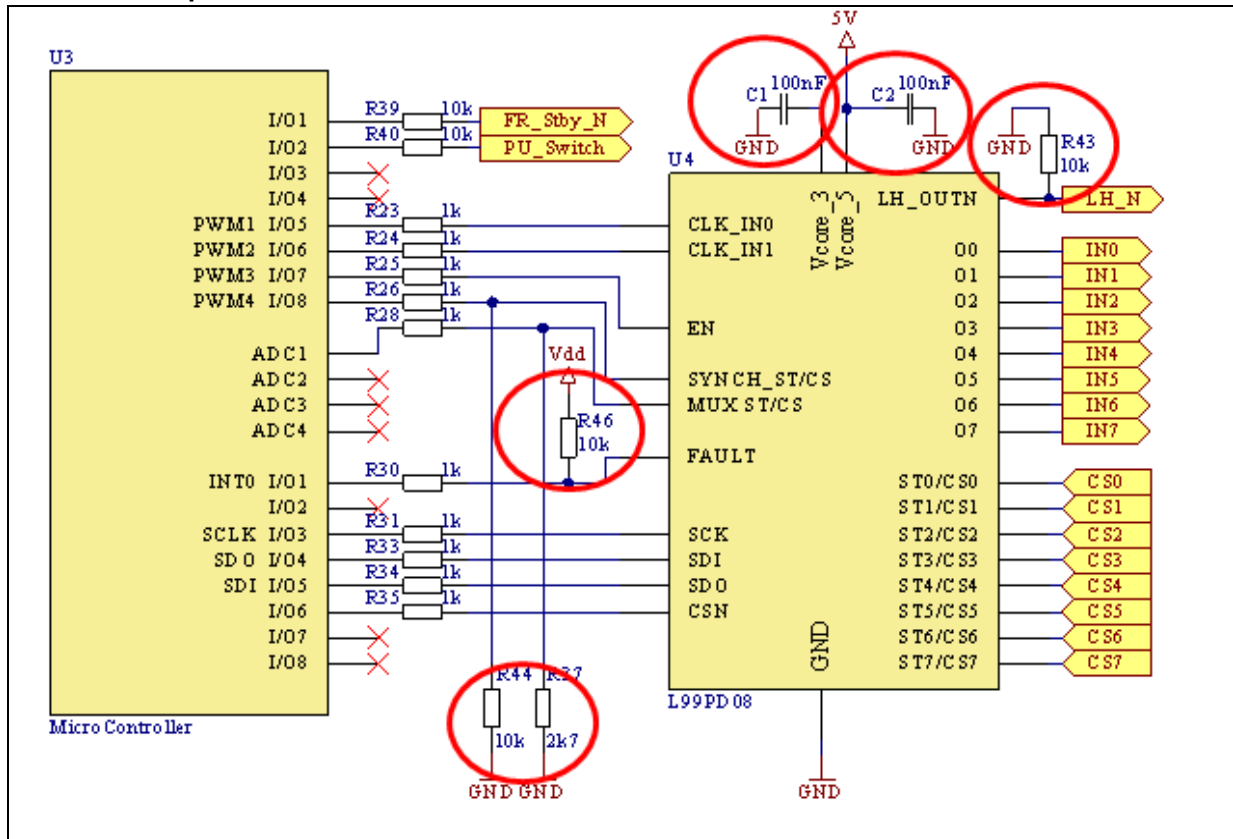 5V
U3
C1 100nF
C2 100nF
GND
GND
GND
R43
10k
U4
I/O1 R39 10k FR_Stby_N
I/O2 R40 10k PU_Switch
I/O3
I/O4
PWM1 I/O5 R23 1k CLK_IN0
PWM2 I/O6 R24 1k CLK_IN1
PWM3 I/O7 R25 1k
PWM4 I/O8 R26 1k
R28 1k
Vcore_3
Vcore_5
LH_OUTN LH_N
O0 IN0
O1 IN1
O2 IN2
O3 IN3
O4 IN4
O5 IN5
O6 IN6
O7 IN7
EN
ADC1 Vdd
ADC2 SYNCH_ST/CS
ADC3 MUX ST/CS
ADC4
R46
10k
FAULT
INT0 I/O1 R30 1k
I/O2
SCLK I/O3 R31 1k SCK
SDO I/O4 R33 1k SDI
SDI I/O5 R34 1k SDO
I/O6 R35 1k CSN
I/O7
I/O8
ST0/CS0 CS0
ST1/CS1 CS1
ST2/CS2 CS2
ST3/CS3 CS3
ST4/CS4 CS4
ST5/CS5 CS5
ST6/CS6 CS6
ST7/CS7 CS7
GND
R44
10k 2k7
GND GND
GND
Micro Controller
L99PD08